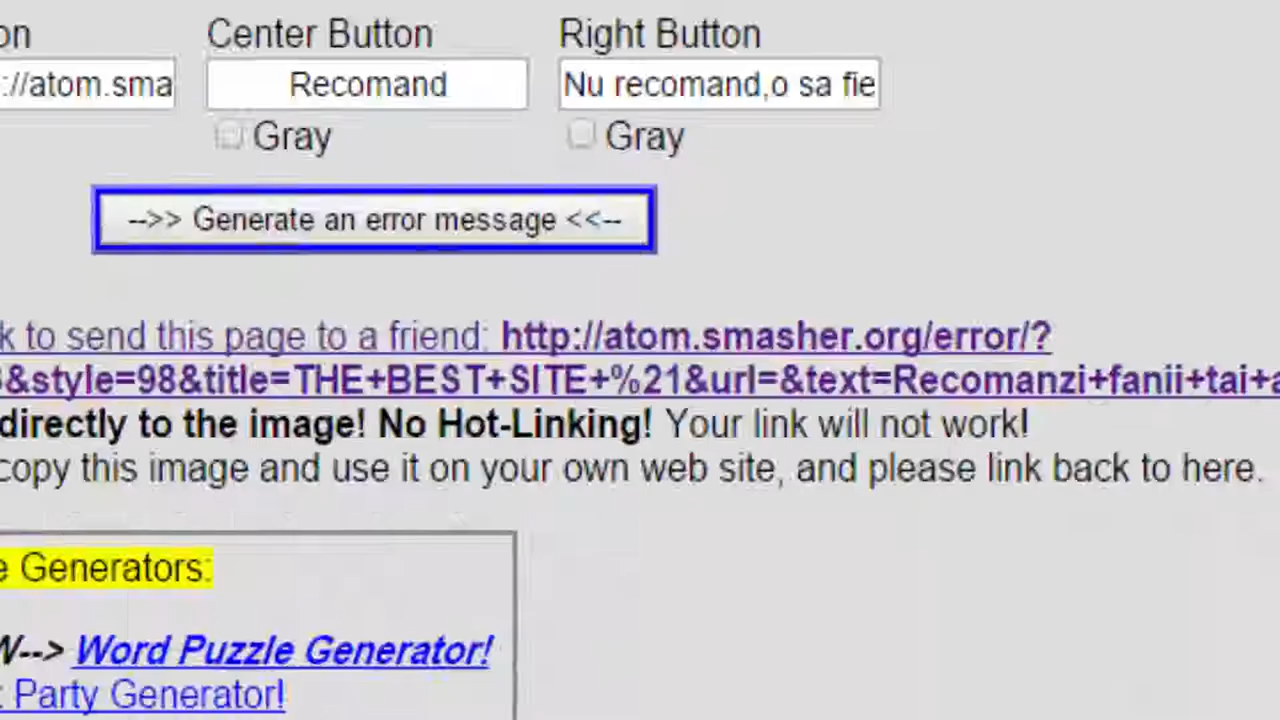 on Center Button Right Button
://atom.sma Recomand Nu recomand,o sa fie
Gray Gray
-->> Generate an error message <<--
k to send this page to a friend: http://atom.smasher.org/error/?
&style=98&title=THE+BEST+SITE+%21&url=&text=Recomanzi+fanii+tai+a
directly to the image! No Hot-Linking! Your link will not work!
copy this image and use it on your own web site, and please link back to here.
e Generators:
W--> Word Puzzle Generator!
: Party Generator!